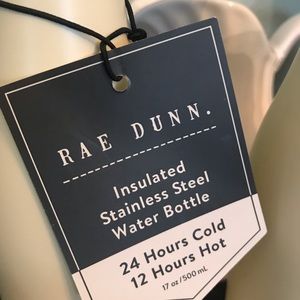 RAE DUNN.
Insulated
Stainless Steel
Water Bottle
24 Hours Cold
12 Hours Hot
17 oz/500 mL